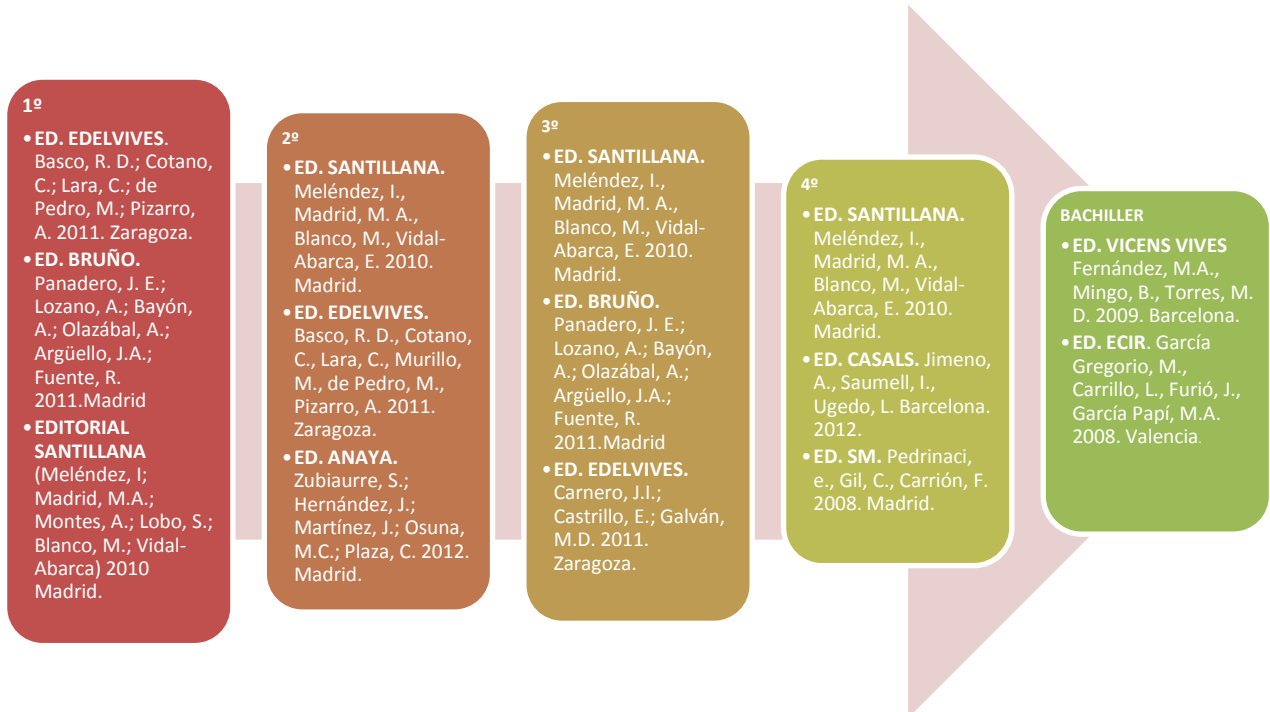 1º
•ED. EDELVIVES.
Basco, R. D.; Cotano,
C.; Lara, C.; de
Pedro, M.; Pizarro,
A. 2011. Zaragoza.
•ED. BRUÑO.
Panadero, J. E.;
Lozano, A.; Bayón,
A.; Olazábal, A.;
Argüello, J.A.;
Fuente, R.
2011.Madrid
•EDITORIAL
SANTILLANA
(Meléndez, I;
Madrid, M.A.;
Montes, A.; Lobo, S.;
Blanco, M.; Vidal-
Abarca) 2010
Madrid.
2º
•ED. SANTILLANA.
Meléndez, I.,
Madrid, M. A.,
Blanco, M., Vidal-
Abarca, E. 2010.
Madrid.
•ED. EDELVIVES.
Basco, R. D., Cotano,
C., Lara, C., Murillo,
M., de Pedro, M.,
Pizarro, A. 2011.
Zaragoza.
•ED. ANAYA.
Zubiaurre, S.;
Hernández, J.;
Martínez, J.; Osuna,
M.C.; Plaza, C. 2012.
Madrid.
3º
•ED. SANTILLANA.
Meléndez, I.,
Madrid, M. A.,
Blanco, M., Vidal-
Abarca, E. 2010.
Madrid.
•ED. BRUÑO.
Panadero, J. E.;
Lozano, A.; Bayón,
A.; Olazábal, A.;
Argüello, J.A.;
Fuente, R.
2011.Madrid
•ED. EDELVIVES.
Carnero, J.I.;
Castrillo, E.; Galván,
M.D. 2011.
Zaragoza.
4º
•ED. SANTILLANA.
Meléndez, I.,
Madrid, M. A.,
Blanco, M., Vidal-
Abarca, E. 2010.
Madrid.
•ED. CASALS. Jimeno,
A., Saumell, I.,
Ugedo, L. Barcelona.
2012.
•ED. SM. Pedrinaci,
e., Gil, C., Carrión, F.
2008. Madrid.
BACHILLER
•ED. VICENS VIVES
Fernández, M.A.,
Mingo, B., Torres, M.
D. 2009. Barcelona.
•ED. ECIR. García
Gregorio, M.,
Carrillo, L., Furió, J.,
García Papí, M.A.
2008. Valencia.